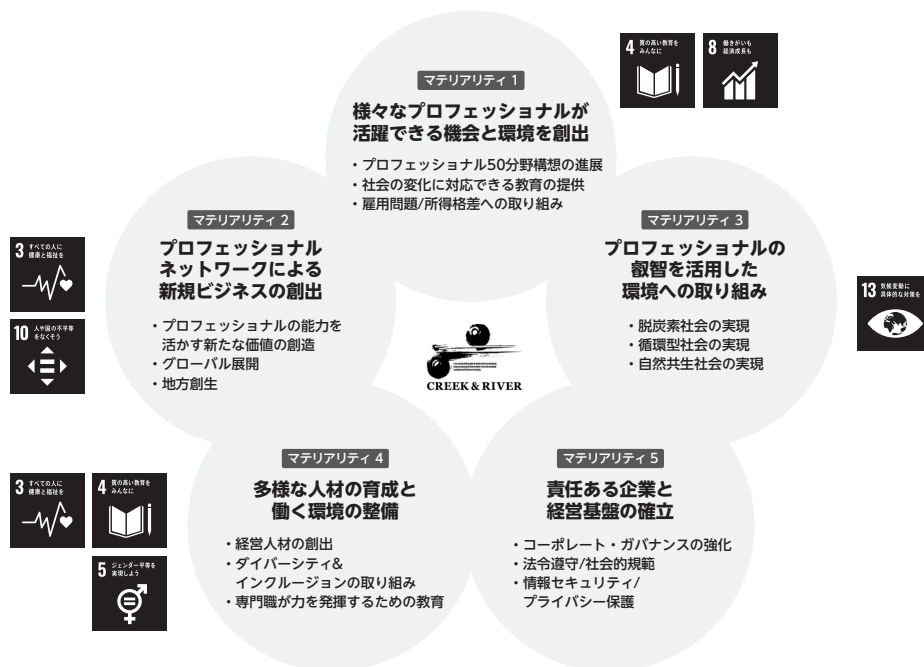 マテリアリティ 1
様々なプロフェッショナルが
活躍できる機会と環境を創出
・プロフェッショナル50分野構想の進展
・社会の変化に対応できる教育の提供
・雇用問題/所得格差への取り組み
4 質の高い教育を
みんなに
8 働きがいも
経済成長も
マテリアリティ 2
プロフェッショナル
ネットワークによる
新規ビジネスの創出
・プロフェッショナルの能力を
活かす新たな価値の創造
・グローバル展開
・地方創生
3 すべての人に
健康と福祉を
10 人や国の不平等
をなくそう
マテリアリティ 3
プロフェッショナルの
叡智を活用した
環境への取り組み
・脱炭素社会の実現
・循環型社会の実現
・自然共生社会の実現
13 気候変動に
具体的な対策を
CREEK & RIVER
マテリアリティ 4
多様な人材の育成と
働く環境の整備
・経営人材の創出
・ダイバーシティ&
インクルージョンの取り組み
・専門職が力を発揮するための教育
3 すべての人に
健康と福祉を
4 質の高い教育を
みんなに
5 ジェンダー平等を
実現しよう
マテリアリティ 5
責任ある企業と
経営基盤の確立
・コーポレート・ガバナンスの強化
・法令遵守/社会的規範
・情報セキュリティ/
プライバシー保護